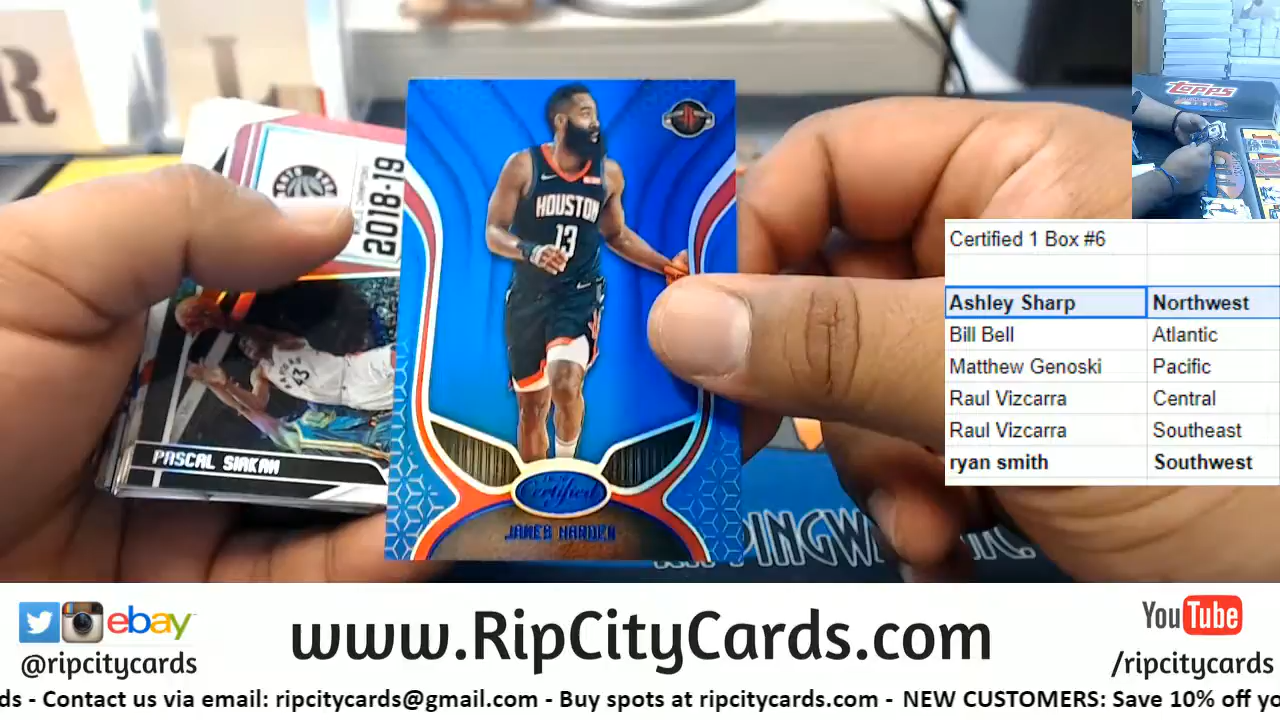 TOPPS
2018-19
HOUSTON
13
43
PASCAL SIAKAM
Certified
JAMES HARDEN
Certified 1 Box #6
Ashley Sharp Northwest
Bill Bell Atlantic
Matthew Genoski Pacific
Raul Vizcarra Central
Raul Vizcarra Southeast
ryan smith Southwest
ebay
@ripcitycards
www.RipCityCards.com
YouTube
/ripcitycards
ds - Contact us via email: ripcitycards@gmail.com - Buy spots at ripcitycards.com - NEW CUSTOMERS: Save 10% off yo